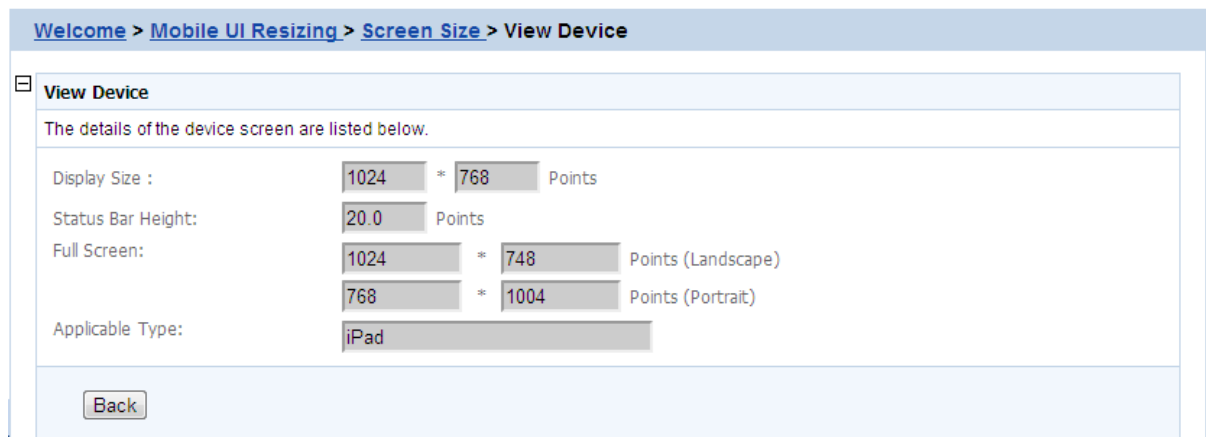 Welcome > Mobile UI Resizing > Screen Size > View Device
View Device
The details of the device screen are listed below.
Display Size : 1024 * 768 Points
Status Bar Height: 20.0 Points
Full Screen: 1024 * 748 Points (Landscape)
768 * 1004 Points (Portrait)
Applicable Type: iPad
Back